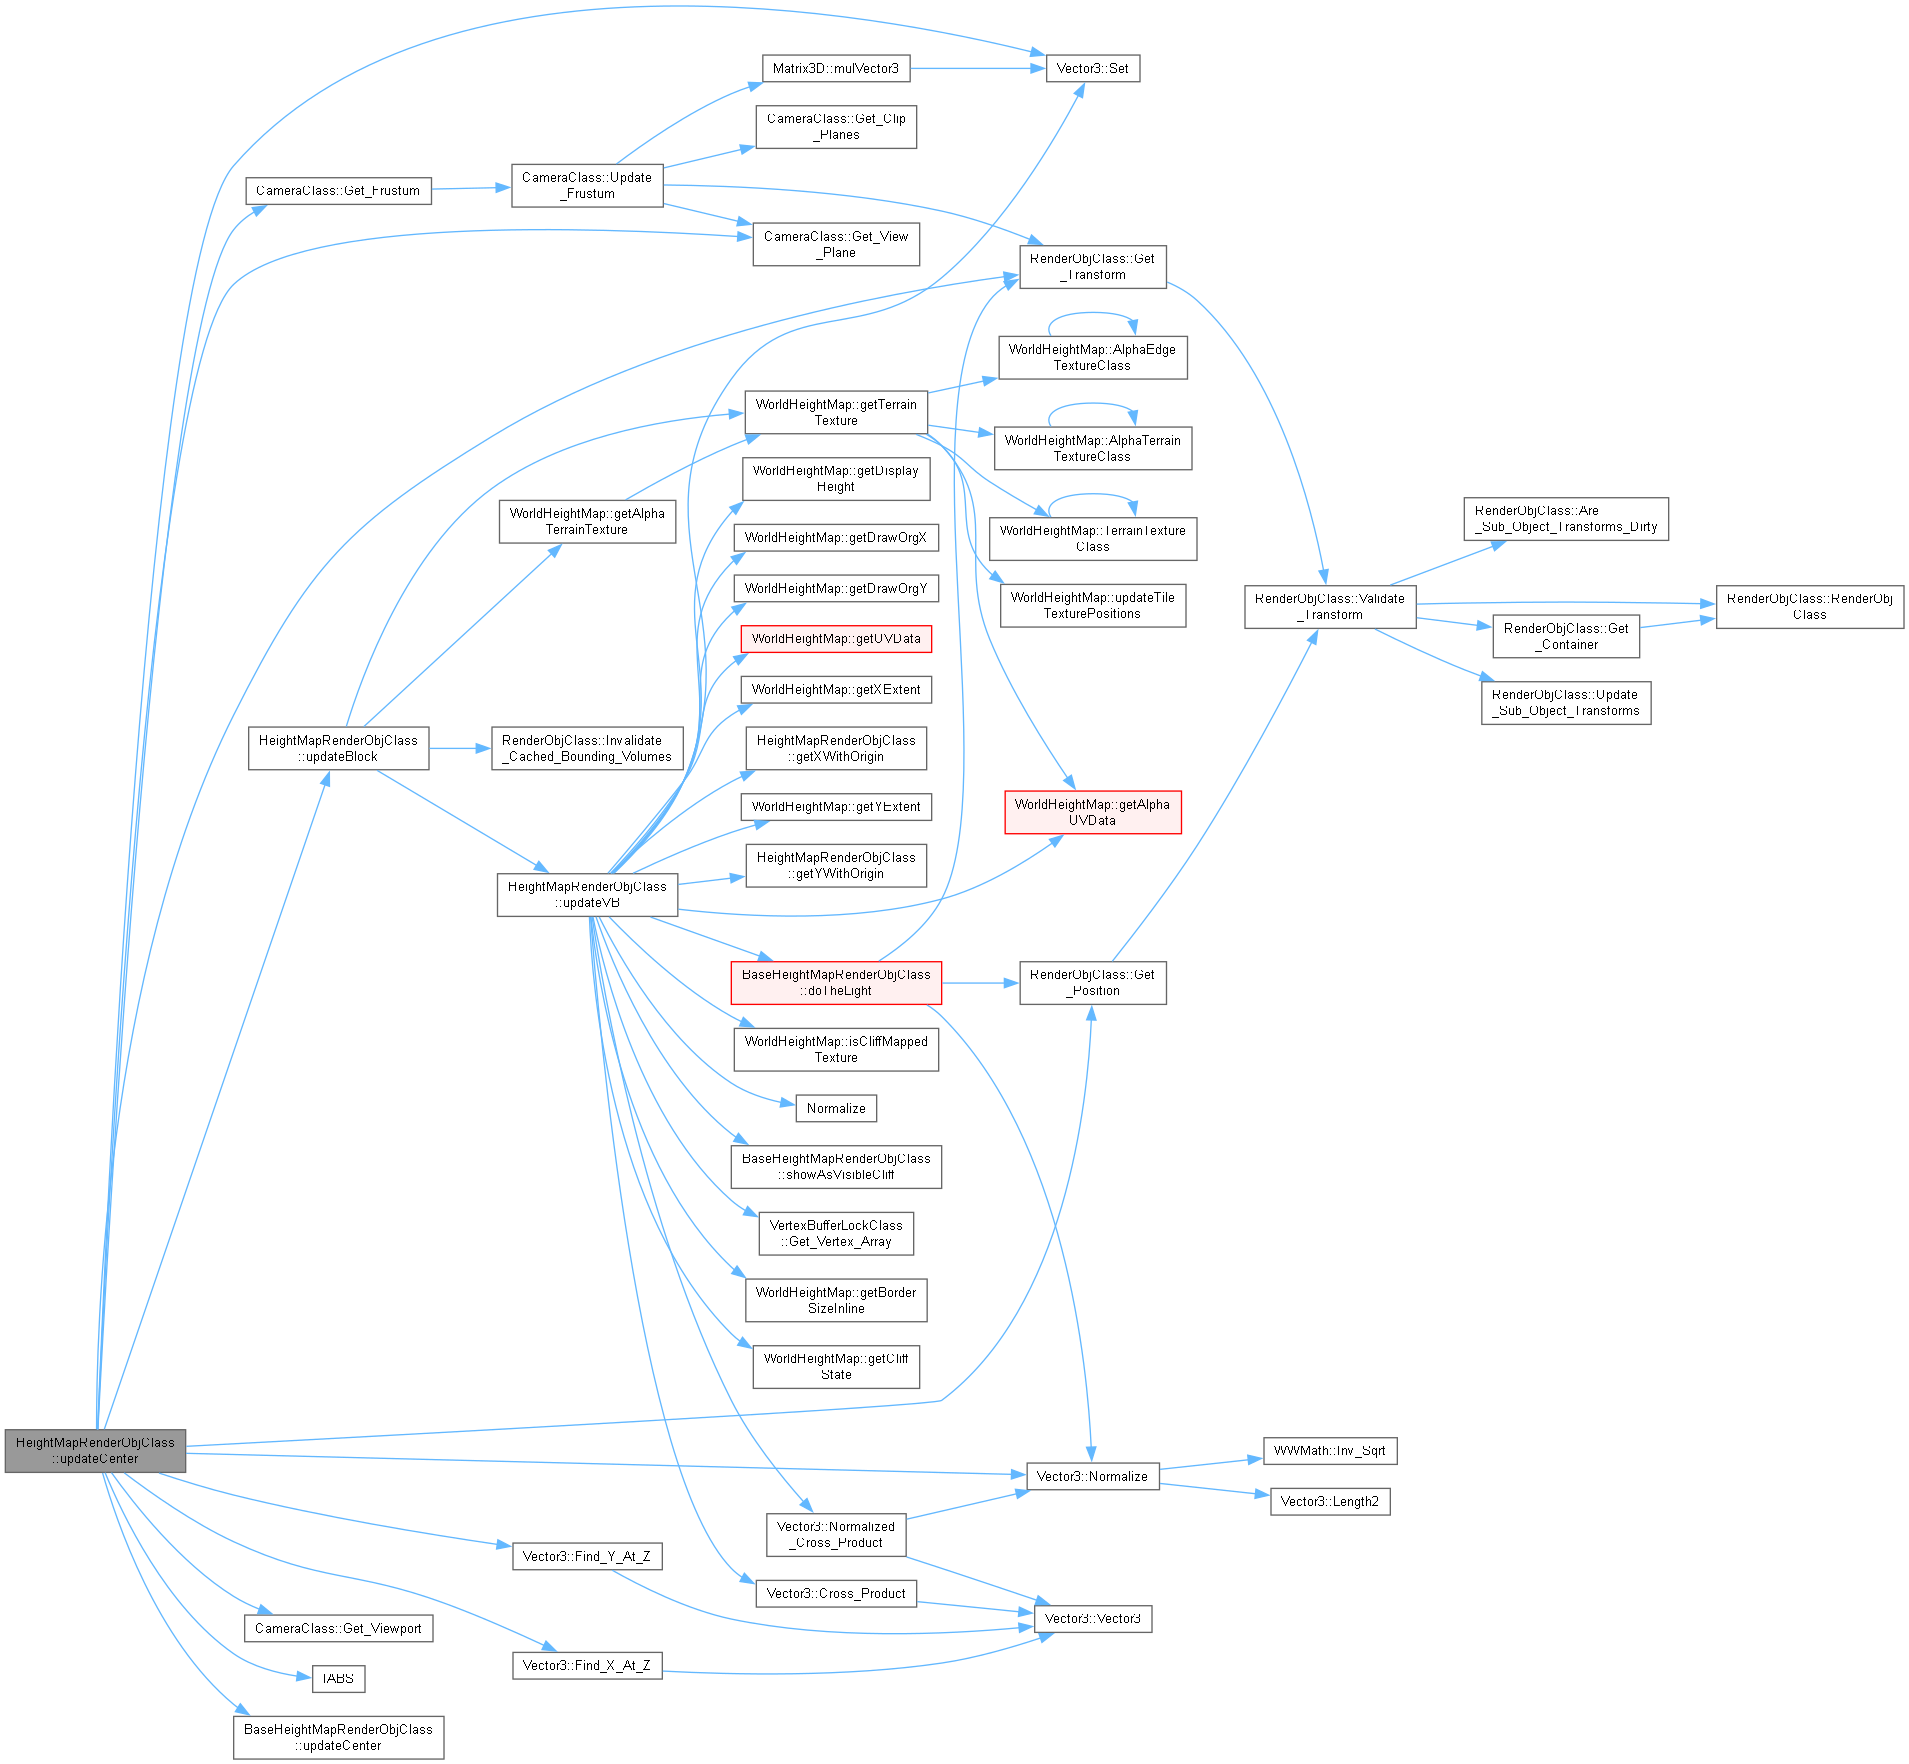 Matrix3D::mulVector3
Vector3::Set
CameraClass::Get_Clip
_Planes
CameraClass::Get_Frustum
CameraClass::Update
_Frustum
CameraClass::Get_View
_Plane
RenderObjClass::Get
_Transform
WorldHeightMap::AlphaEdge
TextureClass
WorldHeightMap::getTerrain
Texture
WorldHeightMap::AlphaTerrain
TextureClass
WorldHeightMap::getDisplay
Height
WorldHeightMap::getAlpha
TerrainTexture
WorldHeightMap::getDrawOrgX
WorldHeightMap::TerrainTexture
Class
RenderObjClass::Are
_Sub_Object_Transforms_Dirty
WorldHeightMap::getDrawOrgY
WorldHeightMap::updateTile
TexturePositions
RenderObjClass::Validate
_Transform
RenderObjClass::RenderObj
Class
WorldHeightMap::getUVData
RenderObjClass::Get
_Container
WorldHeightMap::getXExtent
RenderObjClass::Update
_Sub_Object_Transforms
HeightMapRenderObjClass
::updateBlock
RenderObjClass::Invalidate
_Cached_Bounding_Volumes
HeightMapRenderObjClass
::getXWithOrigin
WorldHeightMap::getYExtent
WorldHeightMap::getAlpha
UVData
HeightMapRenderObjClass
::getYWithOrigin
HeightMapRenderObjClass
::updateVB
BaseHeightMapRenderObjClass
::doTheLight
RenderObjClass::Get
_Position
WorldHeightMap::isCliffMapped
Texture
Normalize
BaseHeightMapRenderObjClass
::showAsVisibleCliff
VertexBufferLockClass
::Get_Vertex_Array
WorldHeightMap::getBorder
SizeInline
WorldHeightMap::getCliff
State
HeightMapRenderObjClass
::updateCenter
Vector3::Normalize
WWMath::Inv_Sqrt
Vector3::Length2
Vector3::Normalized
_Cross_Product
Vector3::Find_Y_At_Z
Vector3::Cross_Product
Vector3::Vector3
CameraClass::Get_Viewport
Vector3::Find_X_At_Z
IABS
BaseHeightMapRenderObjClass
::updateCenter